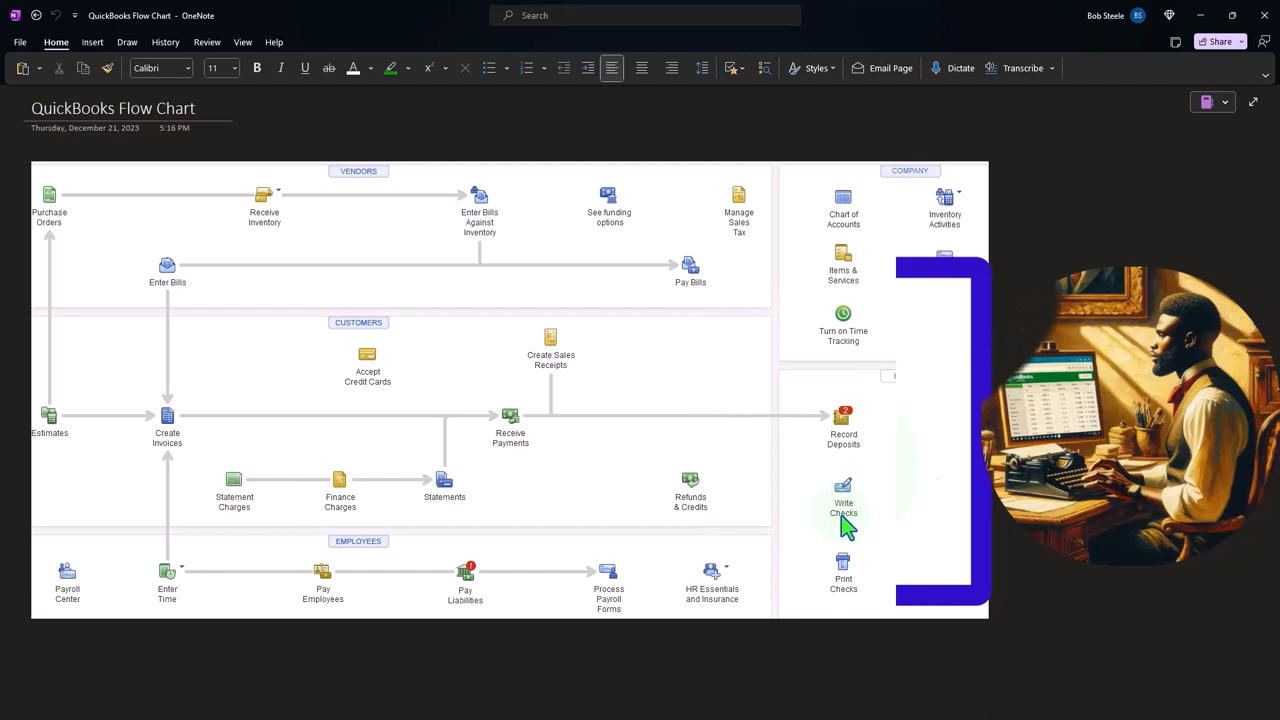 QuickBooks Flow Chart - OneNote
Search
Bob Steele
BS
File
Home
Insert
Draw
History
Review
View
Help
Share
Calibri
11
B
I
U
ab
A
Styles
Email Page
Dictate
Transcribe
QuickBooks Flow Chart
Thursday, December 21, 2023
5:16 PM
VENDORS
Purchase
Orders
Receive
Inventory
Enter Bills
Against
Inventory
See funding
options
Manage
Sales
Tax
Enter Bills
Pay Bills
CUSTOMERS
Accept
Credit Cards
Create Sales
Receipts
Estimates
Create
Invoices
Receive
Payments
Statement
Charges
Finance
Charges
Statements
Refunds
& Credits
EMPLOYEES
Payroll
Center
Enter
Time
Pay
Employees
!
Pay
Liabilities
Process
Payroll
Forms
HR Essentials
and Insurance
COMPANY
Chart of
Accounts
Inventory
Activities
Items &
Services
Turn on Time
Tracking
2
Record
Deposits
Write
Checks
Print
Checks